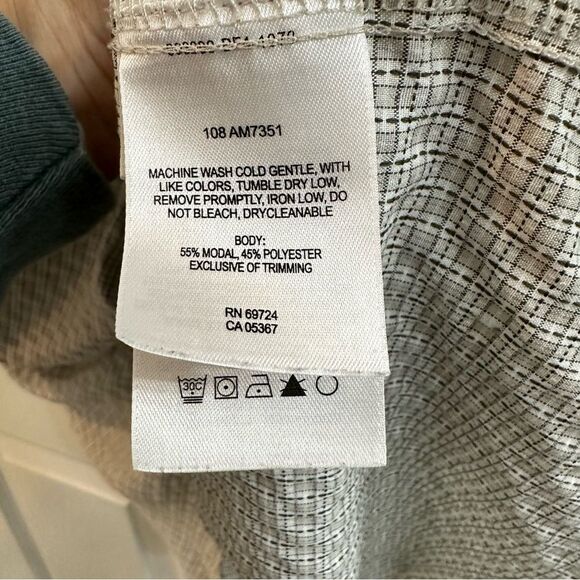 108 AM7351
MACHINE WASH COLD GENTLE, WITH
LIKE COLORS, TUMBLE DRY LOW,
REMOVE PROMPTLY, IRON LOW, DO
NOT BLEACH, DRYCLEANABLE
BODY:
55% MODAL, 45% POLYESTER
EXCLUSIVE OF TRIMMING
RN 69724
CA 05367
30C